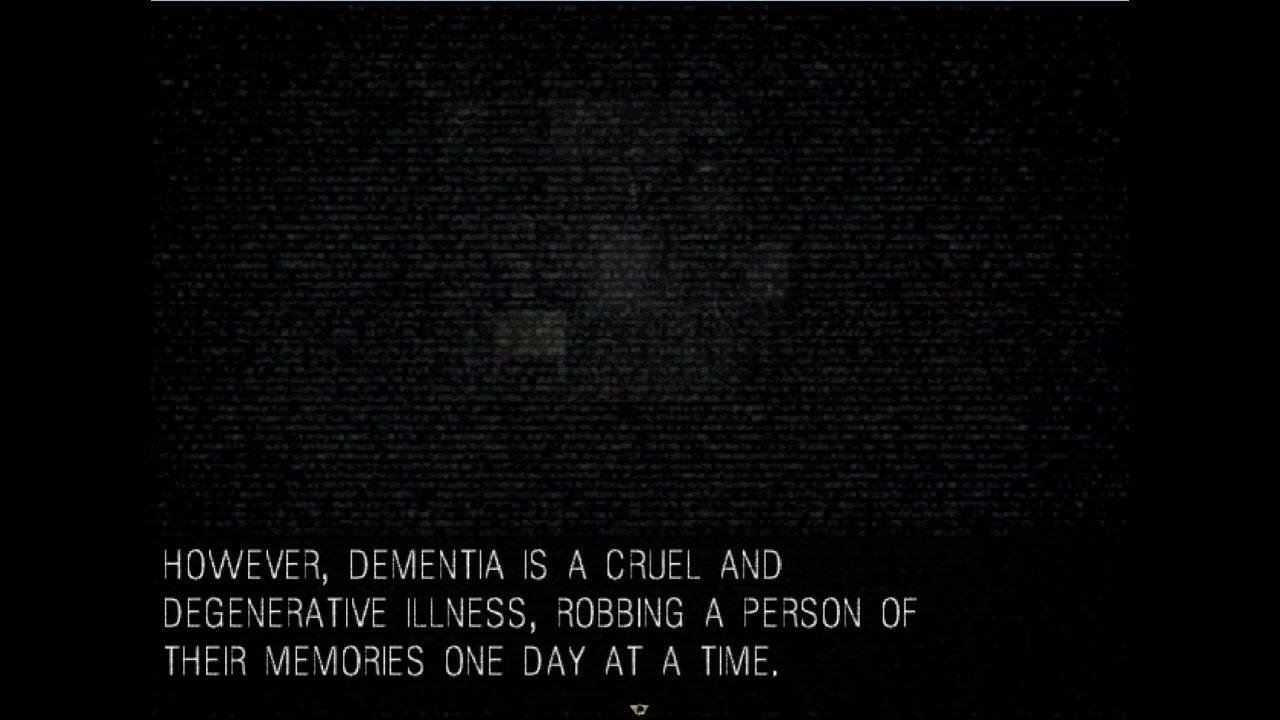 HOWEVER, DEMENTIA IS A CRUEL AND
DEGENERATIVE ILLNESS, ROBBING A PERSON OF
THEIR MEMORIES ONE DAY AT A TIME.